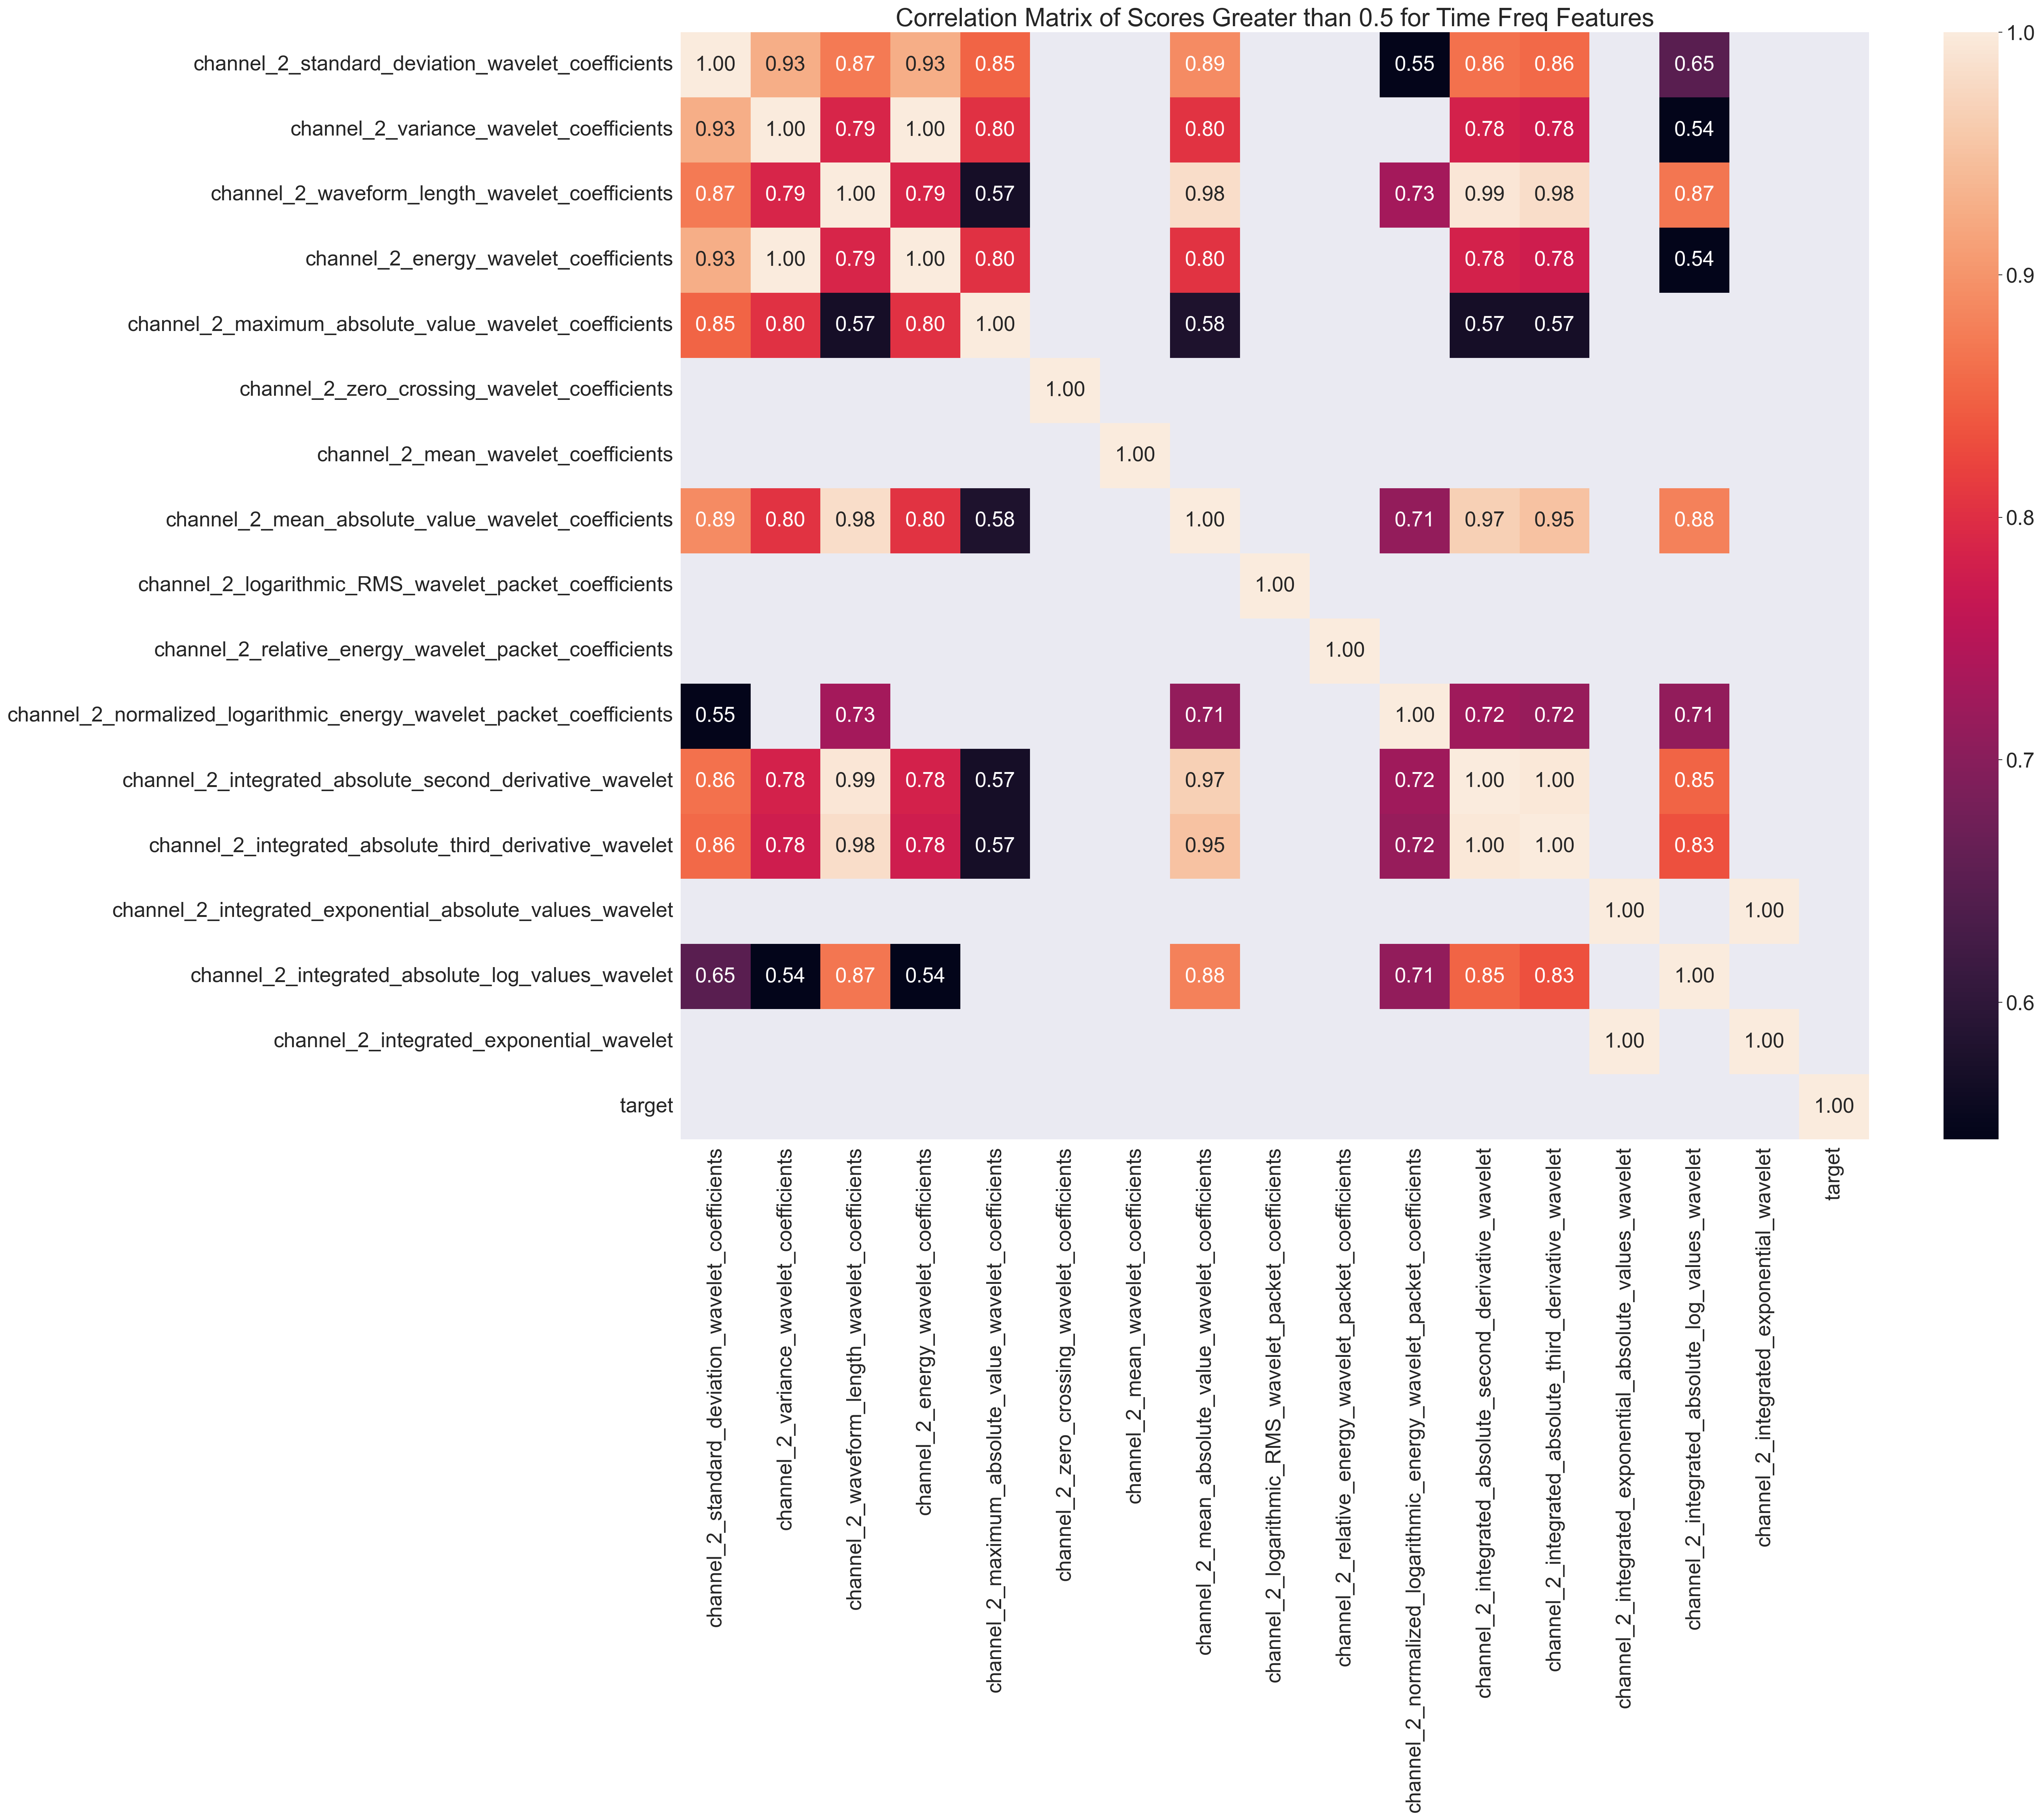 Correlation Matrix of Scores Greater than 0.5 for Time Freq Features
channel_2_standard_deviation_wavelet_coefficients 1.00 0.93 0.87 0.93 0.85 0.89 0.55 0.86 0.86 0.65
channel_2_variance_wavelet_coefficients 0.93 1.00 0.79 1.00 0.80 0.80 0.78 0.78 0.54
channel_2_waveform_length_wavelet_coefficients 0.87 0.79 1.00 0.79 0.57 0.98 0.73 0.99 0.98 0.87
channel_2_energy_wavelet_coefficients 0.93 1.00 0.79 1.00 0.80 0.80 0.78 0.78 0.54
channel_2_maximum_absolute_value_wavelet_coefficients 0.85 0.80 0.57 0.80 1.00 0.58 0.57 0.57
channel_2_zero_crossing_wavelet_coefficients 1.00
channel_2_mean_wavelet_coefficients 1.00
channel_2_mean_absolute_value_wavelet_coefficients 0.89 0.80 0.98 0.80 0.58 1.00 0.71 0.97 0.95 0.88
channel_2_logarithmic_RMS_wavelet_packet_coefficients 1.00
channel_2_relative_energy_wavelet_packet_coefficients 1.00
channel_2_normalized_logarithmic_energy_wavelet_packet_coefficients 0.55 0.73 0.71 1.00 0.72 0.72 0.71
channel_2_integrated_absolute_second_derivative_wavelet 0.86 0.78 0.99 0.78 0.57 0.97 0.72 1.00 1.00 0.85
channel_2_integrated_absolute_third_derivative_wavelet 0.86 0.78 0.98 0.78 0.57 0.95 0.72 1.00 1.00 0.83
channel_2_integrated_exponential_absolute_values_wavelet 1.00 1.00
channel_2_integrated_absolute_log_values_wavelet 0.65 0.54 0.87 0.54 0.88 0.71 0.85 0.83 1.00
channel_2_integrated_exponential_wavelet 1.00 1.00
target 1.00
channel_2_standard_deviation_wavelet_coefficients
channel_2_variance_wavelet_coefficients
channel_2_waveform_length_wavelet_coefficients
channel_2_energy_wavelet_coefficients
channel_2_maximum_absolute_value_wavelet_coefficients
channel_2_zero_crossing_wavelet_coefficients
channel_2_mean_wavelet_coefficients
channel_2_mean_absolute_value_wavelet_coefficients
channel_2_logarithmic_RMS_wavelet_packet_coefficients
channel_2_relative_energy_wavelet_packet_coefficients
channel_2_normalized_logarithmic_energy_wavelet_packet_coefficients
channel_2_integrated_absolute_second_derivative_wavelet
channel_2_integrated_absolute_third_derivative_wavelet
channel_2_integrated_exponential_absolute_values_wavelet
channel_2_integrated_absolute_log_values_wavelet
channel_2_integrated_exponential_wavelet
target
1.0
0.9
0.8
0.7
0.6